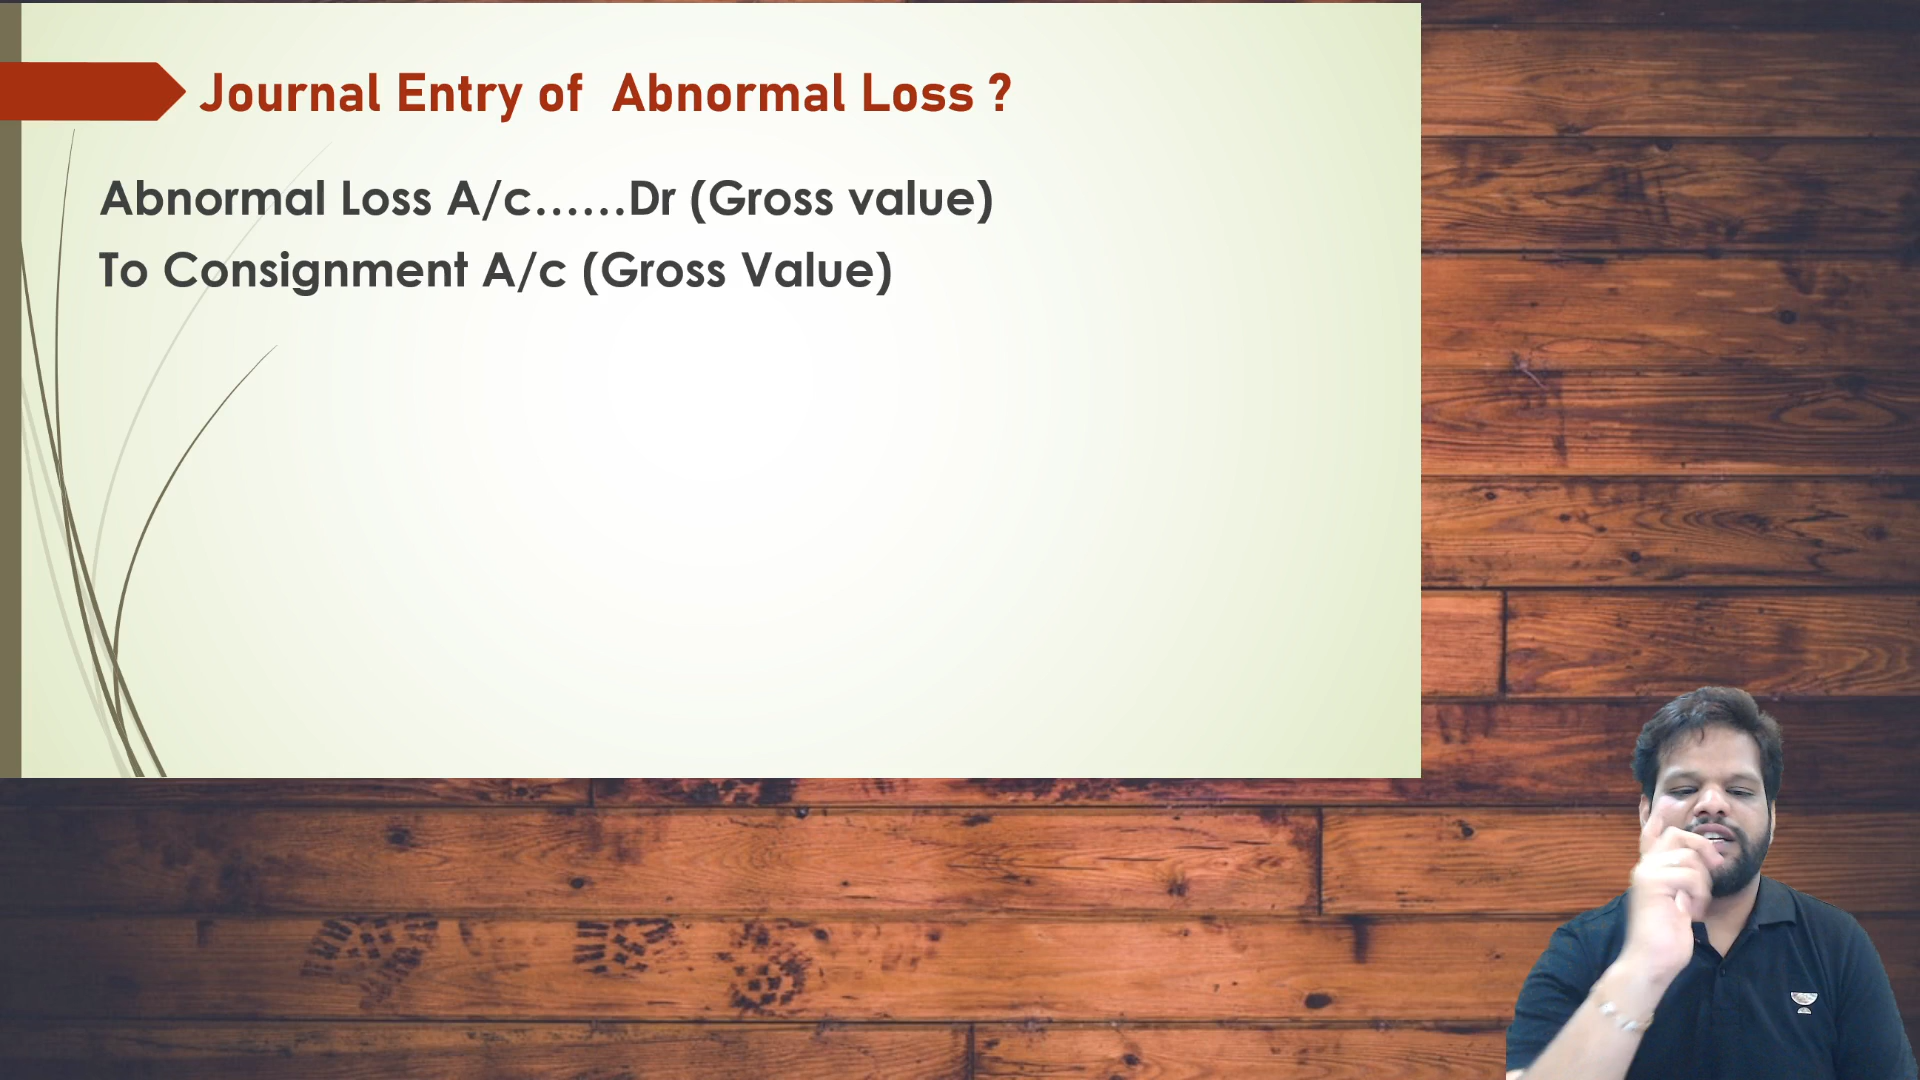 Journal Entry of Abnormal Loss ?
Abnormal Loss A/c......Dr (Gross value)
To Consignment A/c (Gross Value)